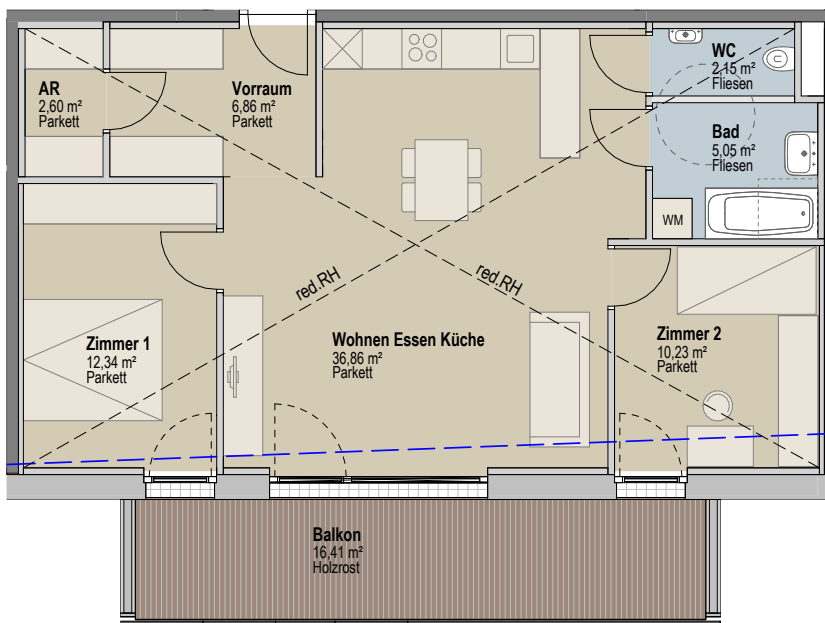 AR
2,60 m²
Parkett
Vorraum
6,86 m²
Parkett
WC
2,15 m²
Fliesen
Bad
5,05 m²
Fliesen
WM
red.RH
red.RH
Zimmer 1
12,34 m²
Parkett
Wohnen Essen Küche
36,86 m²
Parkett
Zimmer 2
10,23 m²
Parkett
Balkon
16,41 m²
Holzrost